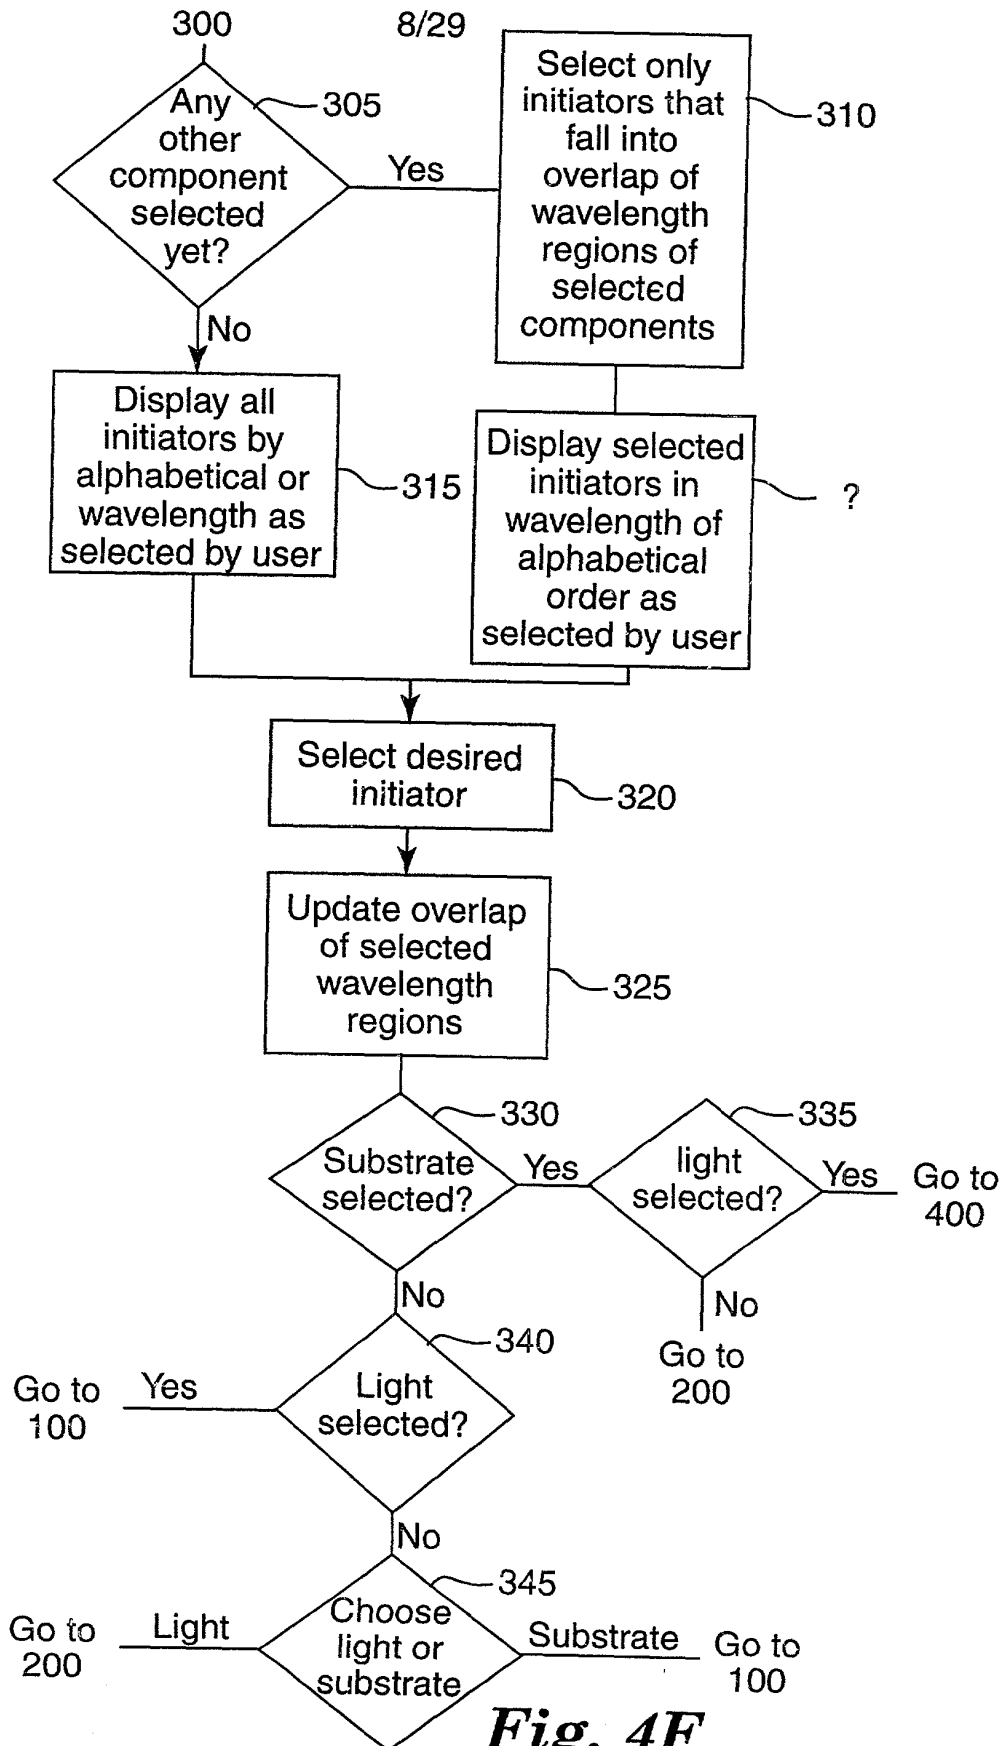 300
8/29
Any
other
component
selected
yet?
305
Yes
Select only
initiators that
fall into
overlap of
wavelength
regions of
selected
components
310
No
Display all
initiators by
alphabetical or
wavelength as
selected by user
315
Display selected
initiators in
wavelength of
alphabetical
order as
selected by user
?
Select desired
initiator
320
Update overlap
of selected
wavelength
regions
325
Substrate
selected?
330
Yes
light
selected?
335
Yes
Go to
400
No
Go to
200
No
Light
selected?
340
Yes
Go to
100
No
Choose
light or
substrate
345
Light
Go to
200
Substrate
Go to
100
Fig. 4F